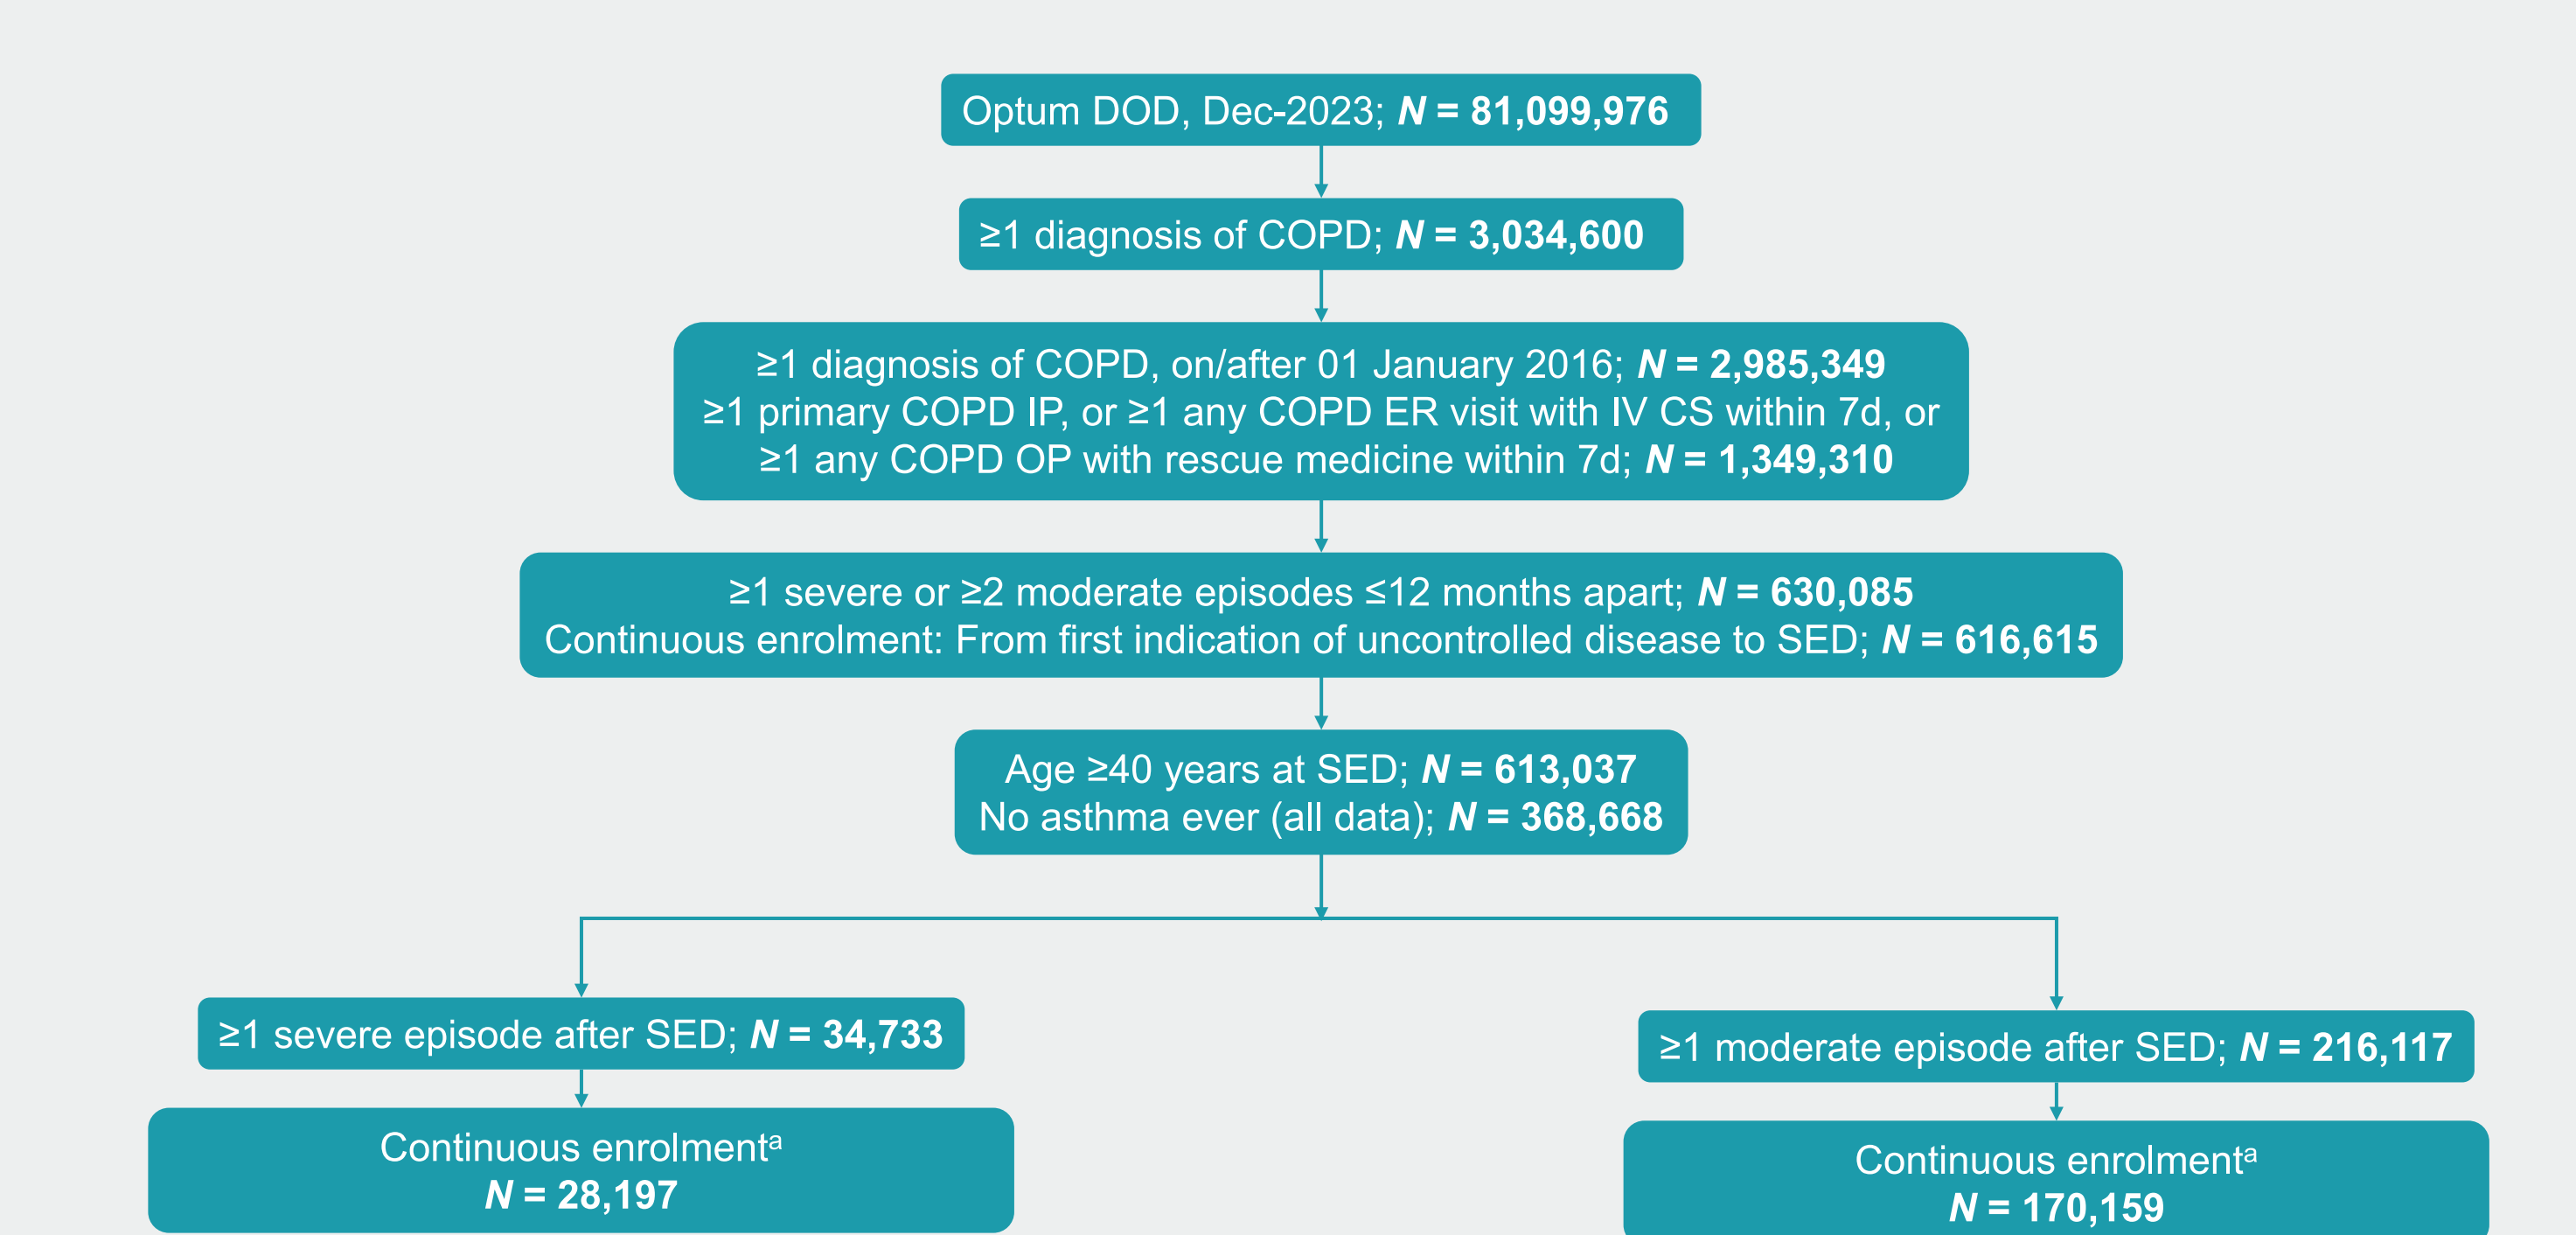 Optum DOD, Dec-2023; N = 81,099,976
≥1 diagnosis of COPD; N = 3,034,600
≥1 diagnosis of COPD, on/after 01 January 2016; N = 2,985,349
≥1 primary COPD IP, or ≥1 any COPD ER visit with IV CS within 7d, or
≥1 any COPD OP with rescue medicine within 7d; N = 1,349,310
≥1 severe or ≥2 moderate episodes ≤12 months apart; N = 630,085
Continuous enrolment: From first indication of uncontrolled disease to SED; N = 616,615
Age ≥40 years at SED; N = 613,037
No asthma ever (all data); N = 368,668
≥1 severe episode after SED; N = 34,733
Continuous enrolmentᵃ
N = 28,197
≥1 moderate episode after SED; N = 216,117
Continuous enrolmentᵃ
N = 170,159